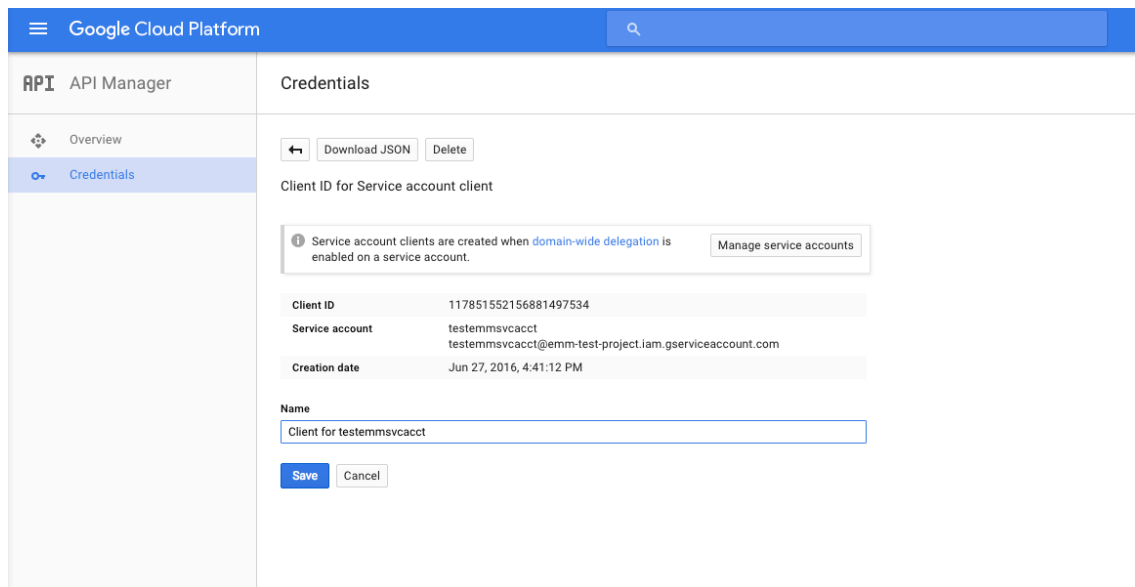 Google Cloud Platform
API API Manager
Credentials
Overview
Credentials
Download JSON Delete
Client ID for Service account client
Service account clients are created when domain-wide delegation is
enabled on a service account.
Manage service accounts
Client ID 117851552156881497534
Service account testemmsvcacct
testemmsvcacct@emm-test-project.iam.gserviceaccount.com
Creation date Jun 27, 2016, 4:41:12 PM
Name
Client for testemmsvcacct
Save Cancel